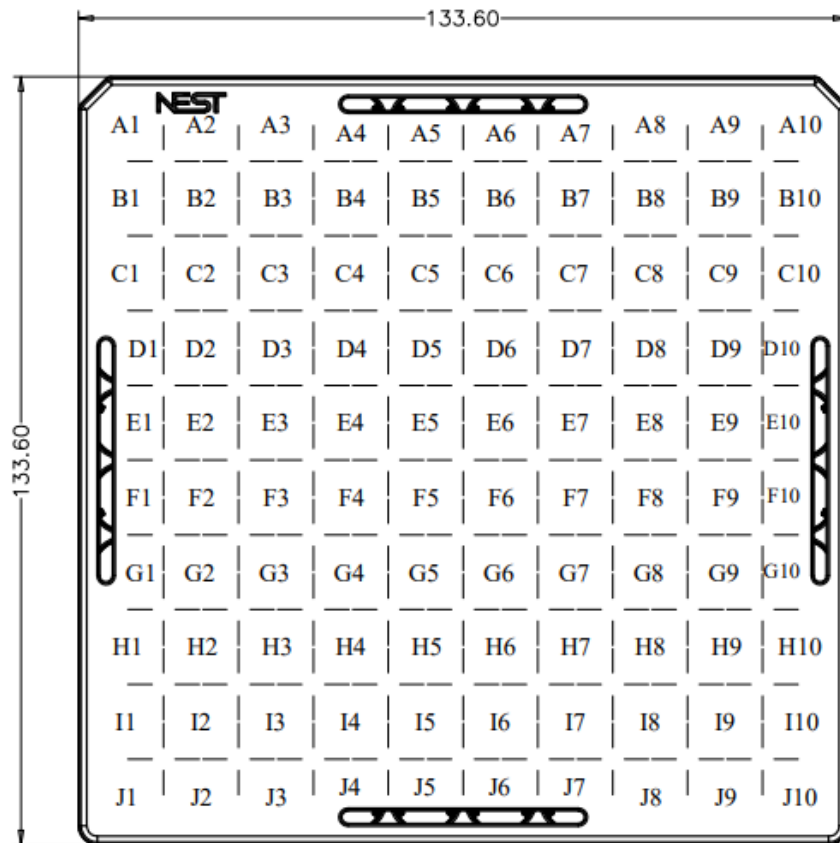 133.60
NEST
A1 A2 A3 A4 A5 A6 A7 A8 A9 A10
B1 B2 B3 B4 B5 B6 B7 B8 B9 B10
C1 C2 C3 C4 C5 C6 C7 C8 C9 C10
133.60
D1 D2 D3 D4 D5 D6 D7 D8 D9 D10
E1 E2 E3 E4 E5 E6 E7 E8 E9 E10
F1 F2 F3 F4 F5 F6 F7 F8 F9 F10
G1 G2 G3 G4 G5 G6 G7 G8 G9 G10
H1 H2 H3 H4 H5 H6 H7 H8 H9 H10
I1 I2 I3 I4 I5 I6 I7 I8 I9 I10
J1 J2 J3 J4 J5 J6 J7 J8 J9 J10